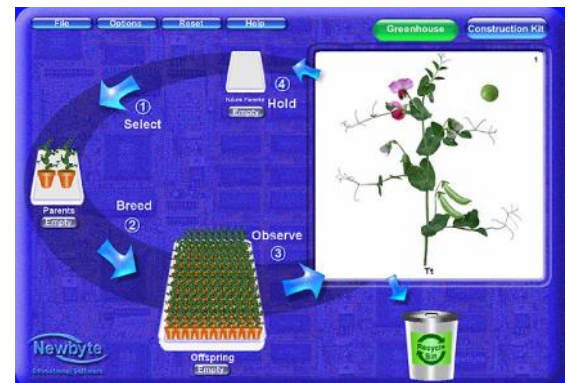 File Options Reset Help
Greenhouse Construction Kit
1
Future Parents
Empty
④
Hold
①
Select
Parents
Empty
Breed
②
Observe
③
Tt
Offspring
Empty
Recycle
Bin
Newbyte
Educational Software